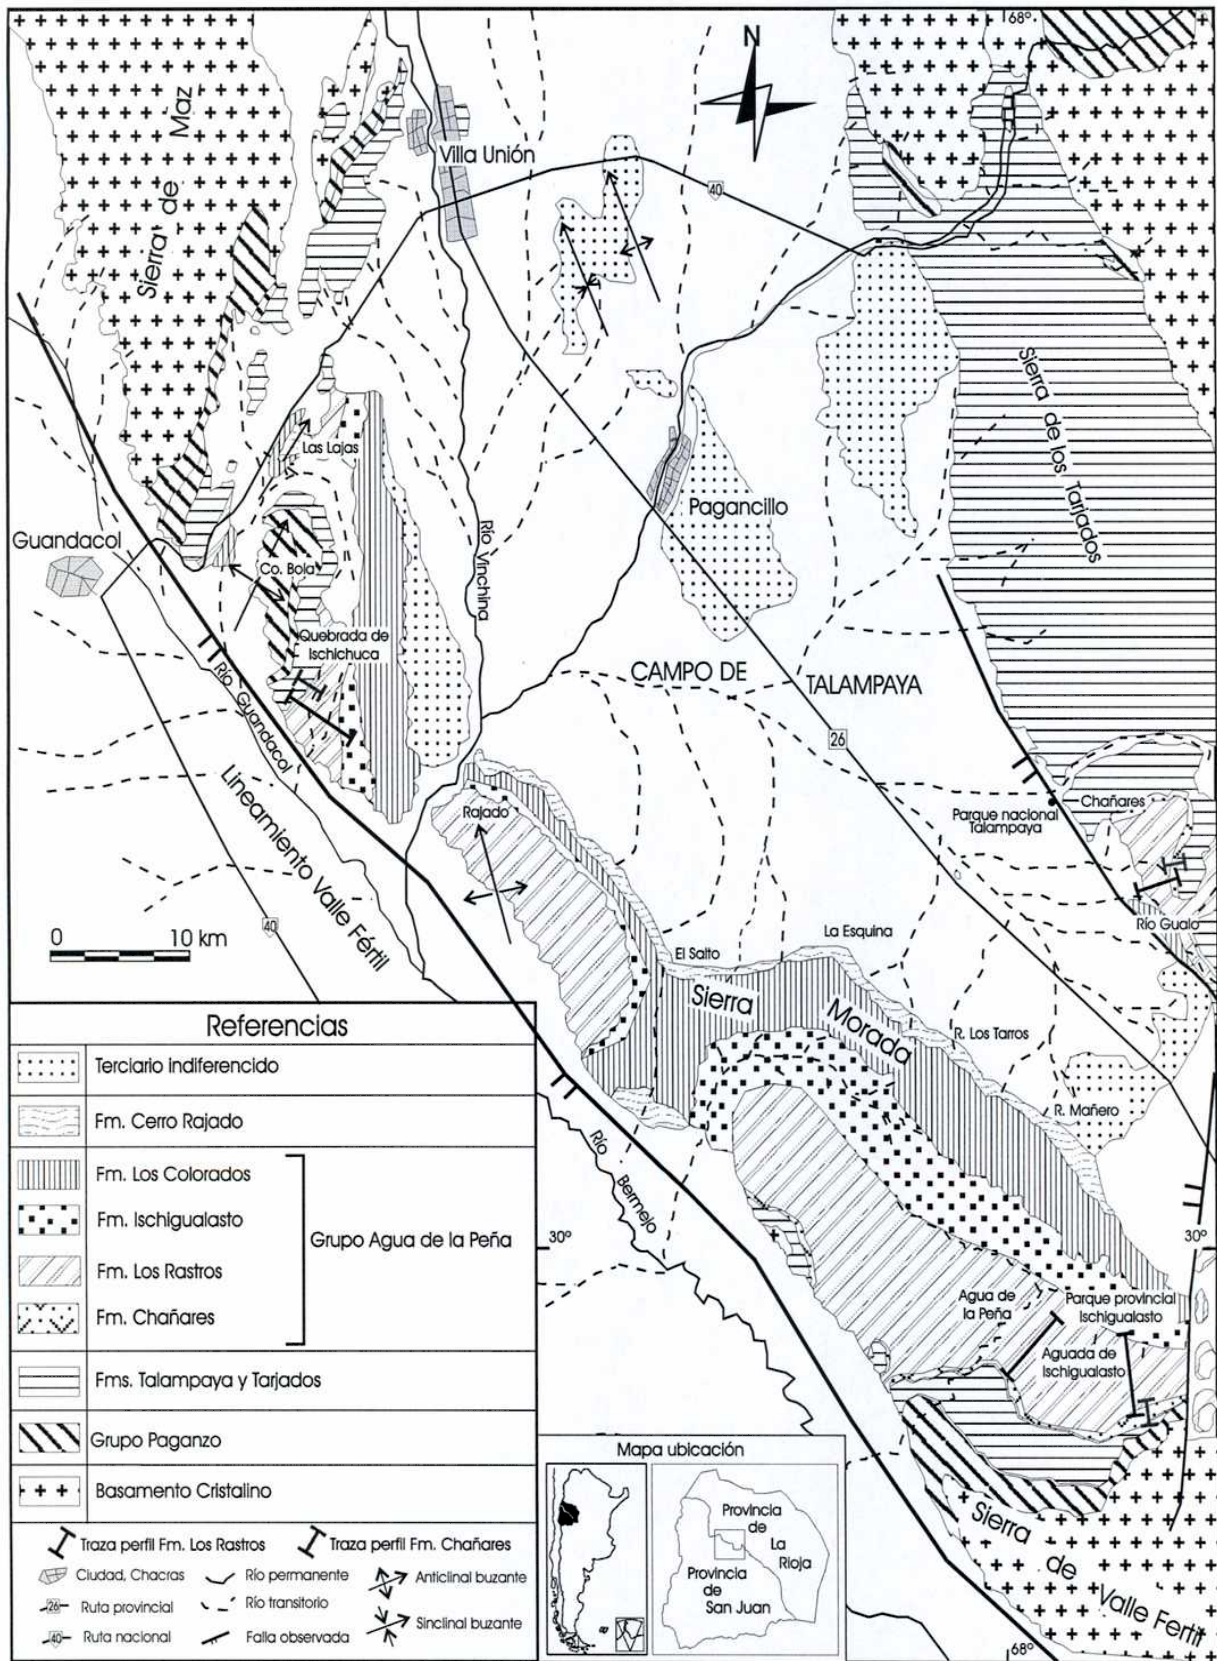 68°
N
Sierra de Maz
Villa Unión
40
Sierra de los Tarjados
Las Lajas
Pagancillo
Guandacol
Co. Bola
Río Vinchina
Quebrada de
Ischichuca
Río Guandacol
CAMPO DE TALAMPAYA
26
Lineamiento Valle Fértil
Rajado
Chañares
Parque nacional
Talampaya
Río Gualo
40
0 10 km
El Salto
La Esquina
Sierra Morada
R. Los Tarros
R. Mañero
Río Bermejo
30°
30°
Agua de
la Peña
Parque provincial
Ischigualasto
Aguada de
Ischigualasto
Sierra de Valle Fertil
68°
Referencias
Terciario indiferencido
Fm. Cerro Rajado
Fm. Los Colorados
Fm. Ischigualasto
Grupo Agua de la Peña
Fm. Los Rastros
Fm. Chañares
Fms. Talampaya y Tarjados
Grupo Paganzo
Basamento Cristalino
Traza perfil Fm. Los Rastros
Traza perfil Fm. Chañares
Ciudad, Chacras
Río permanente
Anticlinal buzante
26 Ruta provincial
Río transitorio
Sinclinal buzante
40 Ruta nacional
Falla observada
Mapa ubicación
Provincia
de
La
Rioja
Provincia
de
San Juan